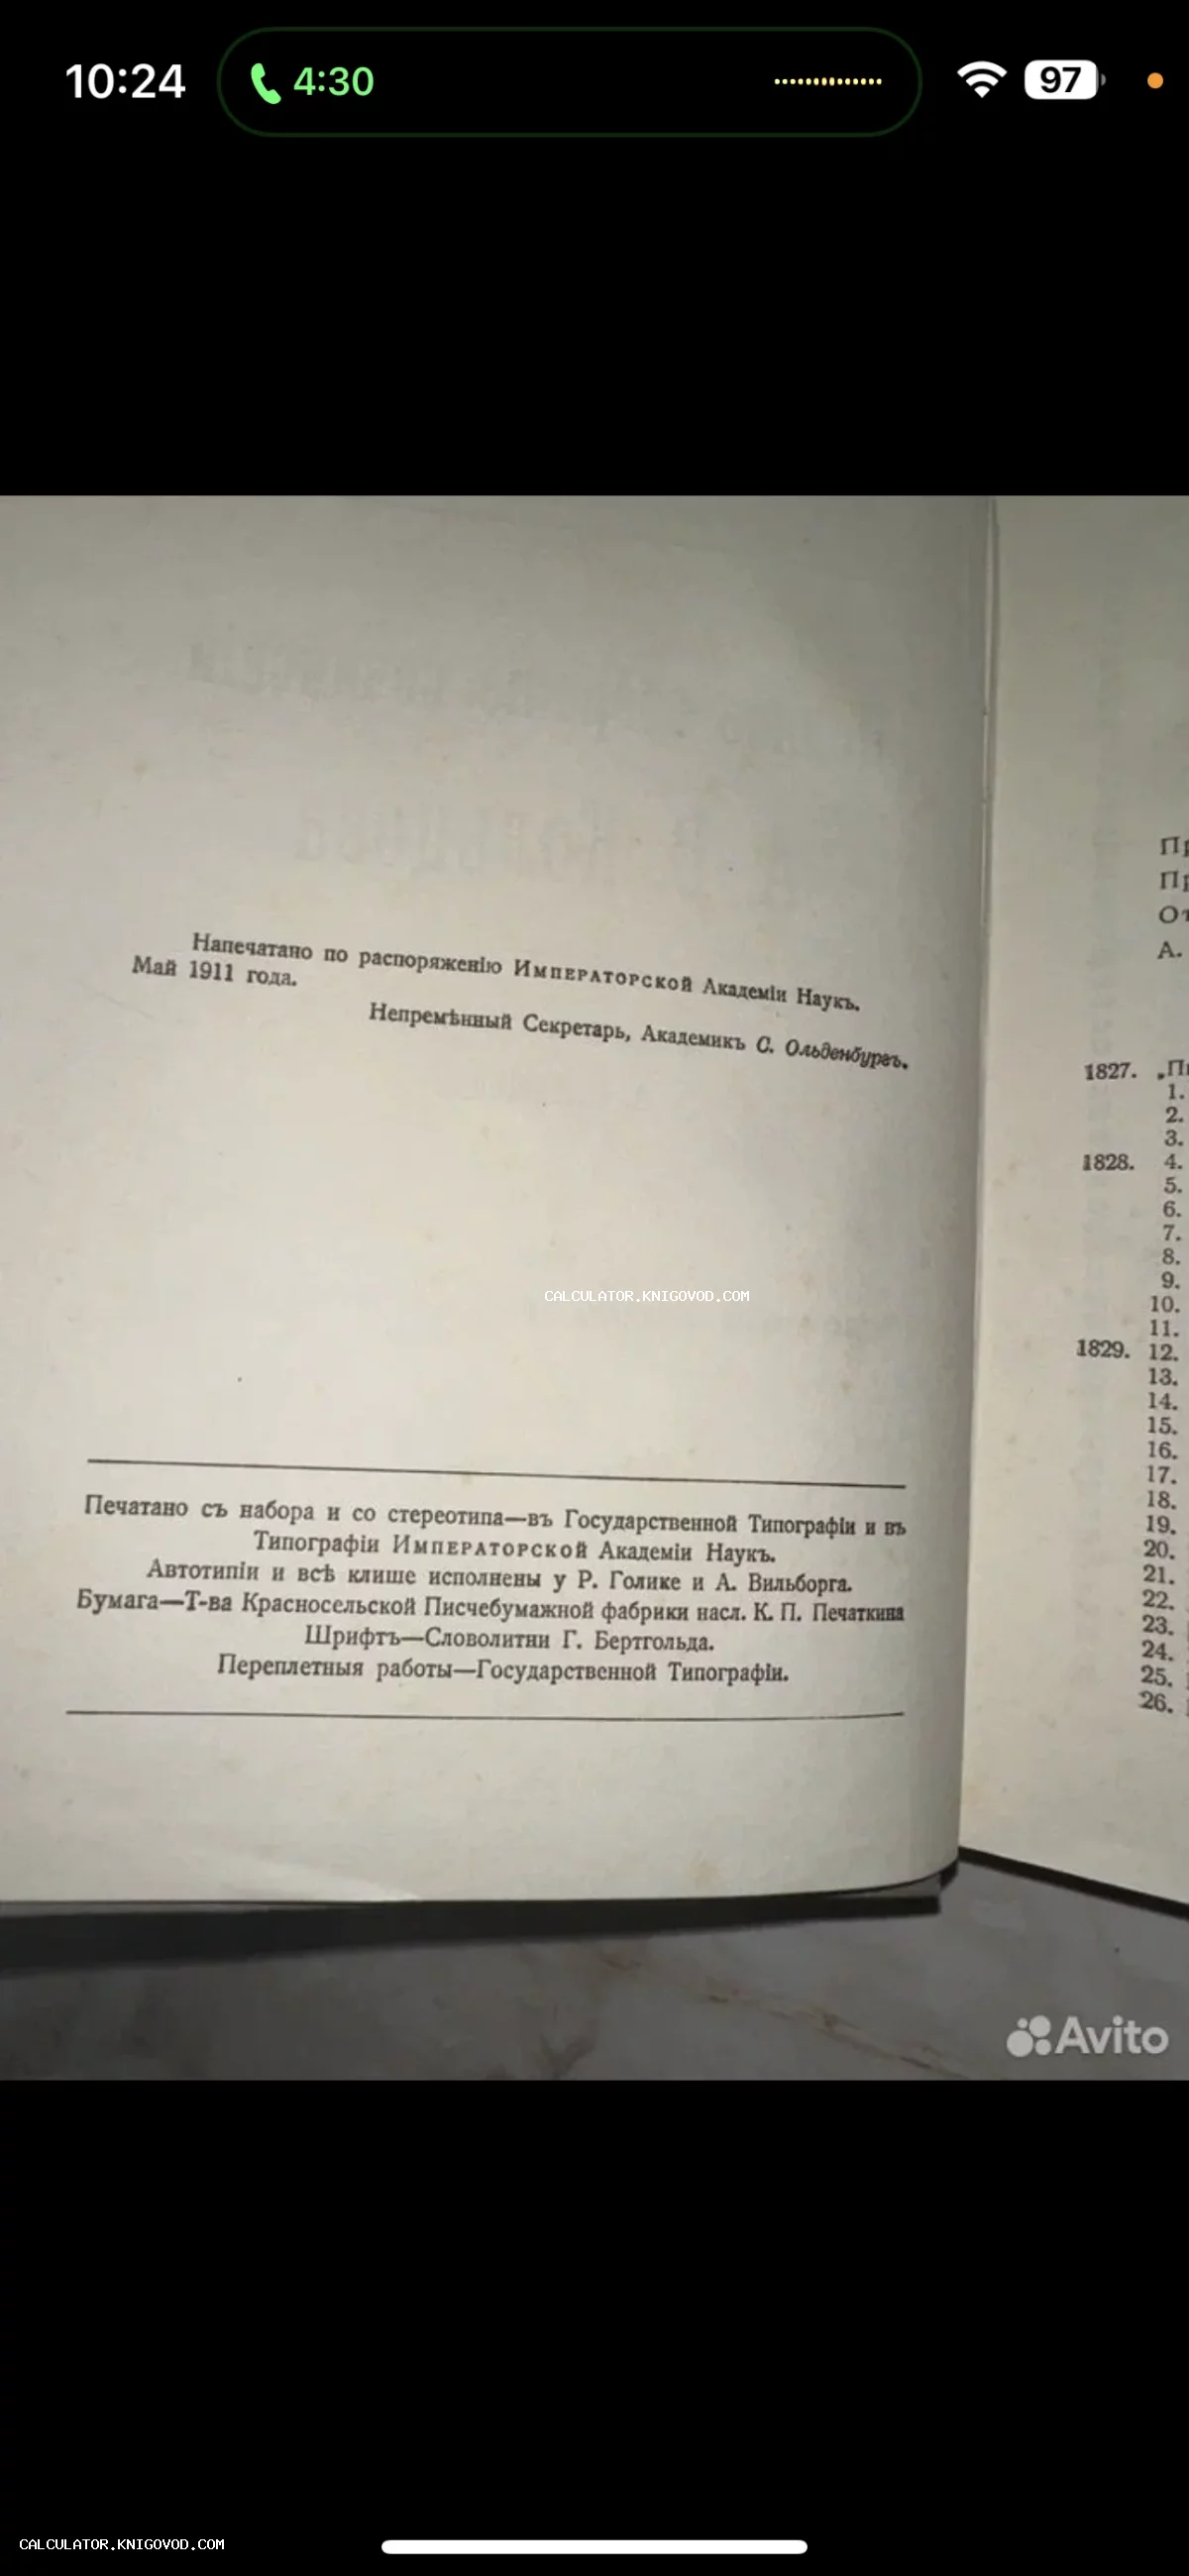 10:24
4:30
97
Напечатано по распоряженію Императорской Академіи Наукъ.
Май 1911 года.
Непремѣнный Секретарь, Академикъ С. Ольденбургъ.
CALCULATOR.KNIGOVOD.COM
Печатано съ набора и со стереотипа—въ Государственной Типографіи и въ
Типографіи Императорской Академіи Наукъ.
Автотипіи и всѣ клише исполнены у Р. Голике и А. Вильборга.
Бумага—Т-ва Красносельской Писчебумажной фабрики насл. К. П. Печаткина
Шрифтъ—Словолитни Г. Бертгольда.
Переплетныя работы—Государственной Типографіи.
А.
1827.
1.
2.
3.
1828. 4.
5.
6.
7.
8.
9.
10.
11.
1829. 12.
13.
14.
15.
16.
17.
18.
19.
20.
21.
22.
23.
24.
25.
26.
Avito
CALCULATOR.KNIGOVOD.COM